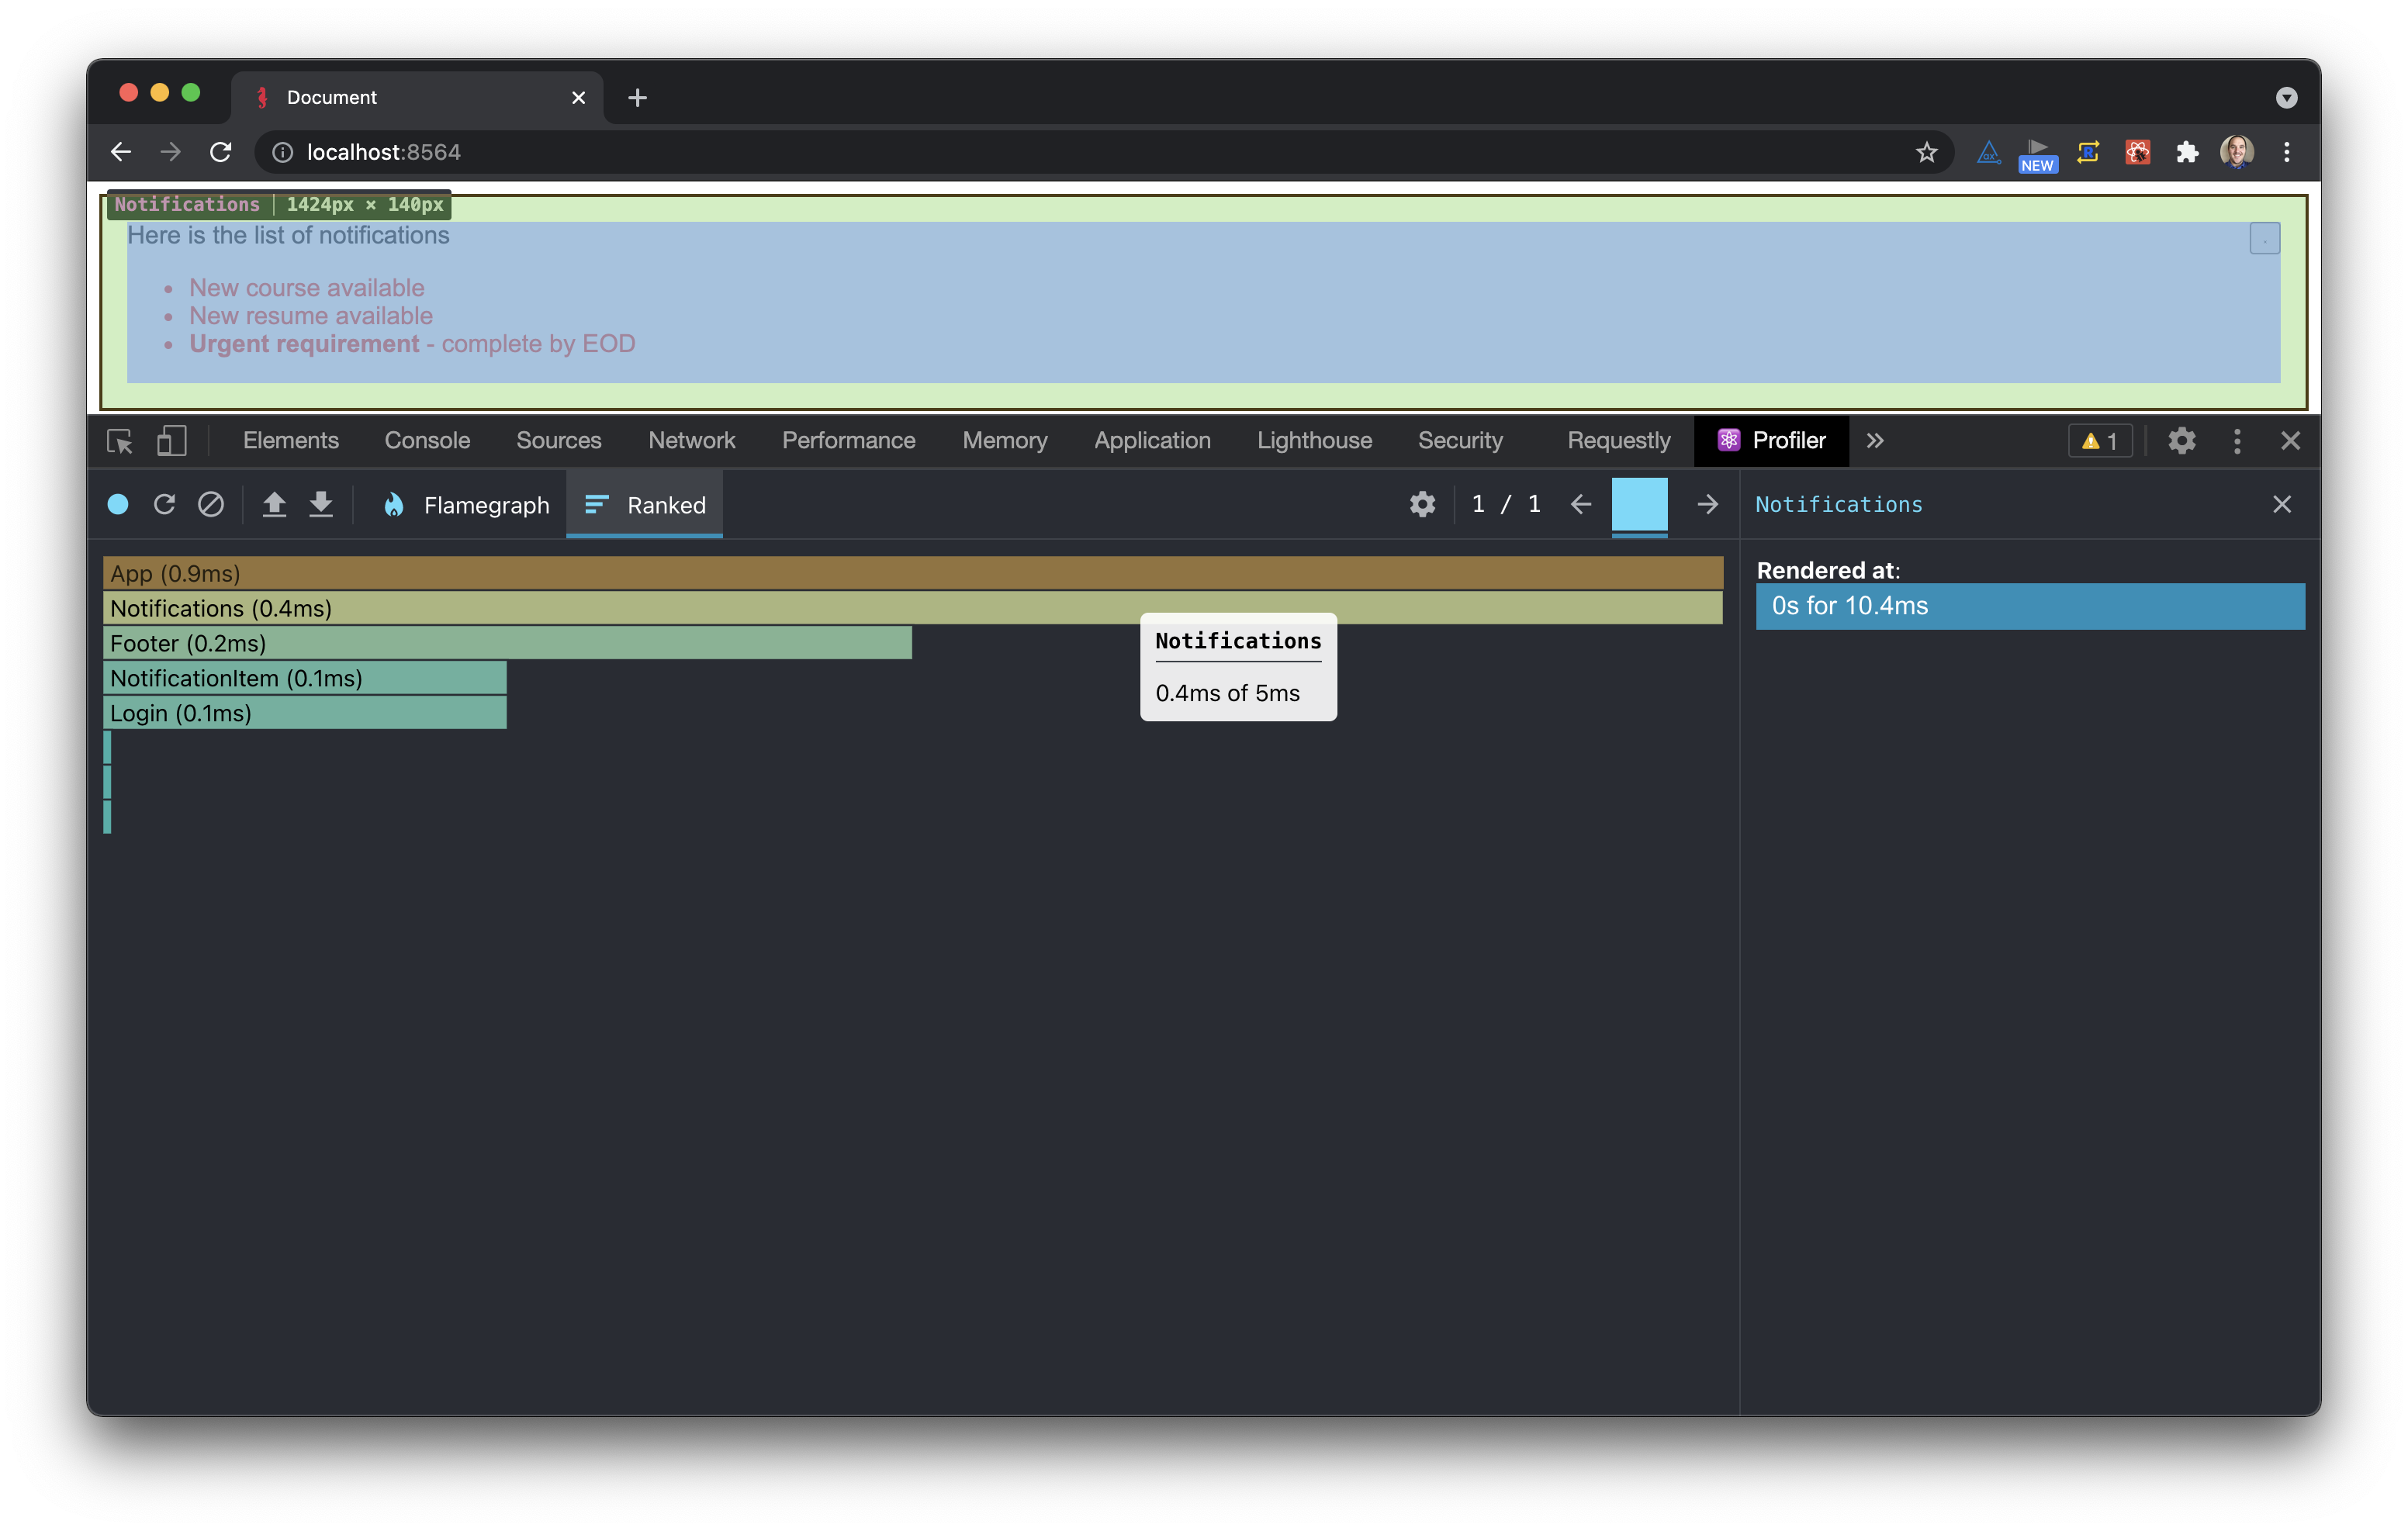 Document
localhost:8564
NEW
Notifications | 1424px × 140px
Here is the list of notifications
• New course available
• New resume available
• Urgent requirement - complete by EOD
Elements Console Sources Network Performance Memory Application Lighthouse Security Requestly Profiler » 1
Flamegraph Ranked 1 / 1 Notifications
App (0.9ms)
Notifications (0.4ms)
Footer (0.2ms)
NotificationItem (0.1ms)
Login (0.1ms)
Notifications
0.4ms of 5ms
Rendered at:
0s for 10.4ms